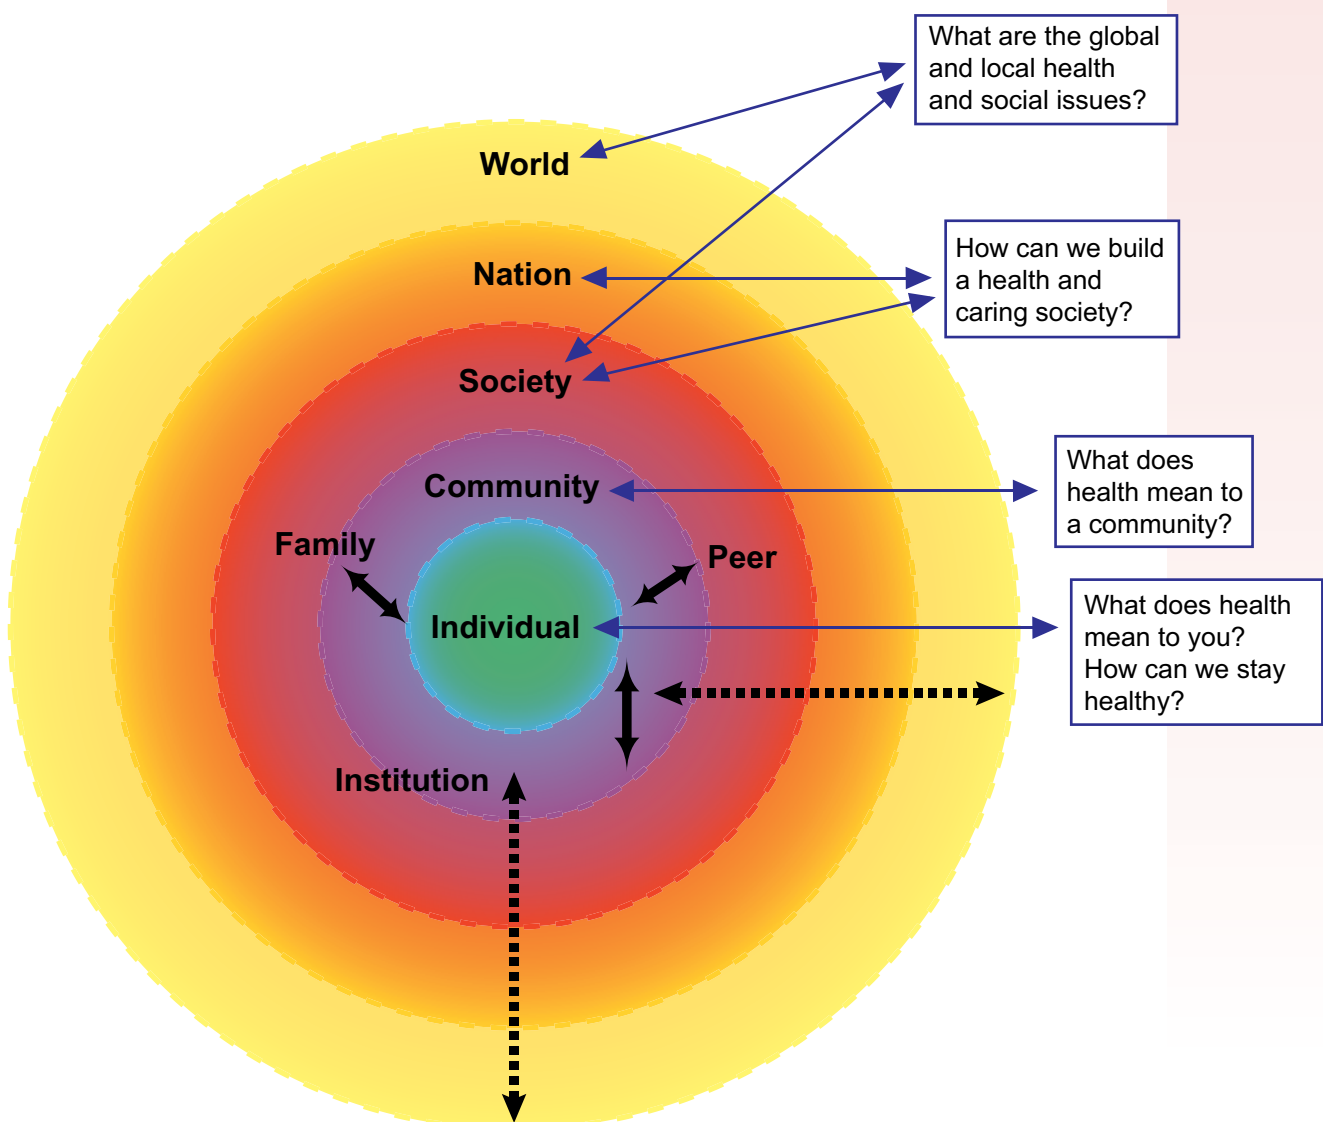 What are the global
and local health
and social issues?
World
How can we build
a health and
caring society?
Nation
Society
What does
health mean to
a community?
Community
Family
Peer
What does health
mean to you?
How can we stay
healthy?
Individual
Institution